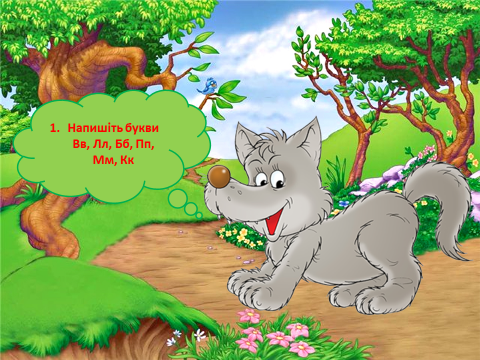 1. Напишіть букви
Вв, Лл, Бб, Пп,
Мм, Кк